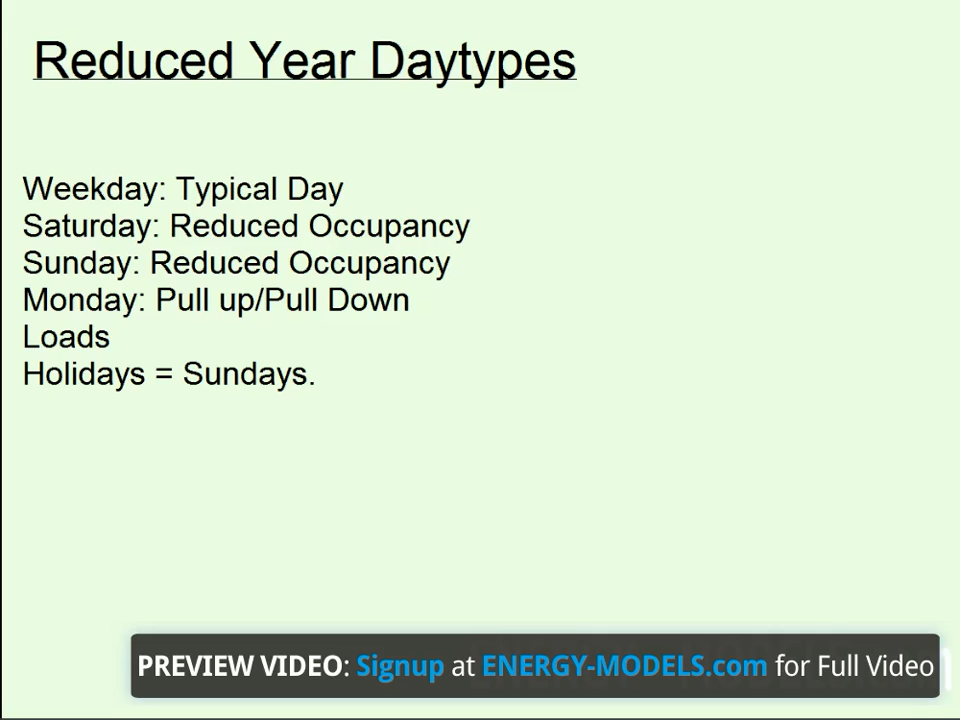 Reduced Year Daytypes
Weekday: Typical Day
Saturday: Reduced Occupancy
Sunday: Reduced Occupancy
Monday: Pull up/Pull Down
Loads
Holidays = Sundays.
PREVIEW VIDEO: Signup at ENERGY-MODELS.com for Full Video